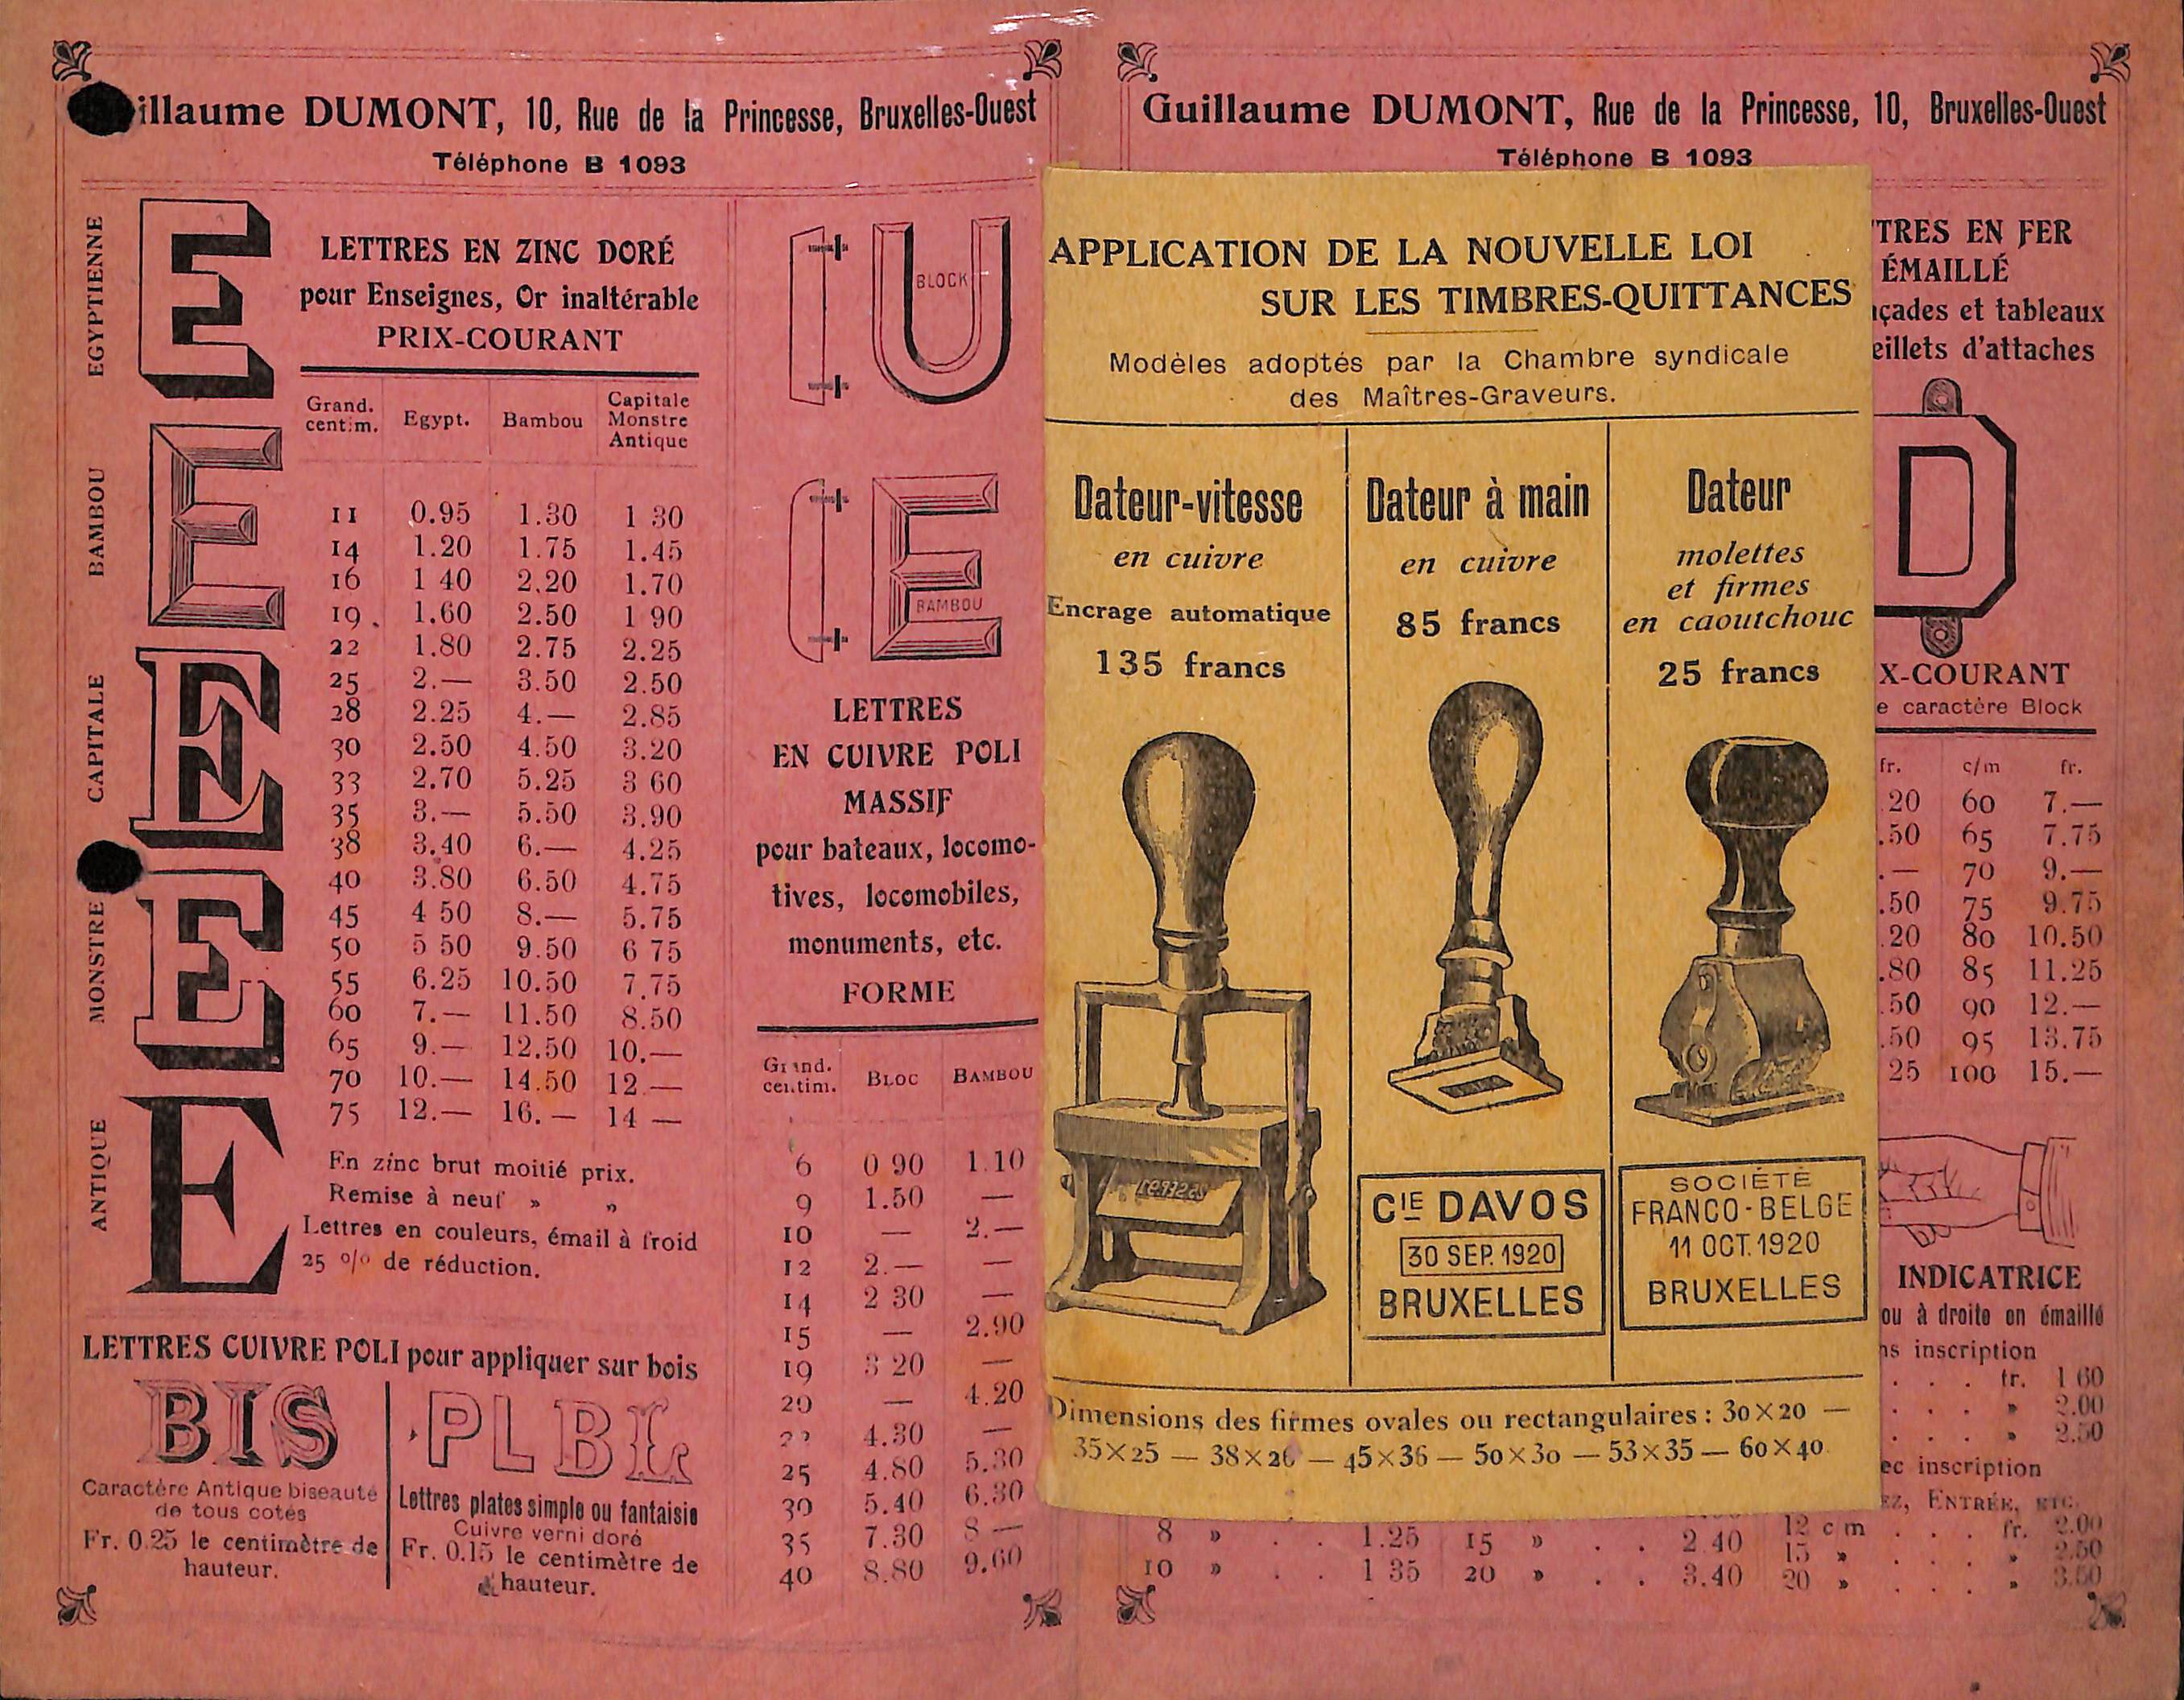 illaume DUMONT, 10, Rue de la Princesse, Bruxelles-Ouest
Téléphone B 1093
EGYPTIENNE
BAMBOU
CAPITALE
MONSTRE
ANTIQUE
E
E
E
E
E
LETTRES EN ZINC DORÉ
pour Enseignes, Or inaltérable
PRIX-COURANT
Grand. centim. Egypt. Bambou Capitale Monstre Antique
11 0.95 1.30 1 30
14 1.20 1.75 1.45
16 1 40 2.20 1.70
19. 1.60 2.50 1 90
22 1.80 2.75 2.25
25 2.— 3.50 2.50
28 2.25 4.— 2.85
30 2.50 4.50 3.20
33 2.70 5.25 3 60
35 3.— 5.50 3.90
38 3.40 6.— 4.25
40 3.80 6.50 4.75
45 4 50 8.— 5.75
50 5 50 9.50 6 75
55 6.25 10.50 7.75
60 7.— 11.50 8.50
65 9.— 12.50 10.—
70 10.— 14.50 12.—
75 12.— 16.— 14 —
En zinc brut moitié prix.
Remise à neuf » »
Lettres en couleurs, émail à froid
25 o/o de réduction.
LETTRES CUIVRE POLI pour appliquer sur bois
BIS
Caractère Antique biseauté
de tous cotés
Fr. 0.25 le centimètre de
hauteur.
PLBL
Lettres plates simple ou fantaisie
Cuivre verni doré
Fr. 0.15 le centimètre de
hauteur.
U
BLOCK
E
BAMBOU
LETTRES
EN CUIVRE POLI
MASSIF
pour bateaux, locomo-
tives, locomobiles,
monuments, etc.
FORME
Grand. centim. BLOC BAMBOU
6 0 90 1.10
9 1.50 —
10 — 2.—
12 2.— —
14 2 30 —
15 — 2.90
19 3 20 —
20 — 4.20
4.30 —
25 4.80 5.30
30 5.40 6.30
35 7.30 8 —
40 8.80 9.60
Guillaume DUMONT, Rue de la Princesse, 10, Bruxelles-Ouest
Téléphone B 1093
APPLICATION DE LA NOUVELLE LOI
SUR LES TIMBRES-QUITTANCES
Modèles adoptés par la Chambre syndicale
des Maîtres-Graveurs.
Dateur-vitesse
en cuivre
Encrage automatique
135 francs
Dateur à main
en cuivre
85 francs
Dateur
molettes
et firmes
en caoutchouc
25 francs
CIE DAVOS
30 SEP. 1920
BRUXELLES
SOCIÉTÉ
FRANCO-BELGE
11 OCT. 1920
BRUXELLES
Dimensions des firmes ovales ou rectangulaires : 30×20 —
35×25 — 38×26 — 45×36 — 50×30 — 53×35 — 60×40
TRES EN FER
ÉMAILLÉ
çades et tableaux
eillets d'attaches
D
X-COURANT
e caractère Block
fr. c/m fr.
.20 60 7.—
.50 65 7.75
.— 70 9.—
.50 75 9.75
.20 80 10.50
.80 85 11.25
.50 90 12.—
.50 95 13.75
25 100 15.—
INDICATRICE
ou à droite en émaillé
ns inscription
. . . fr. 1 60
. . . » 2.00
. . . » 2.50
ec inscription
EZ, ENTRÉE, ETC.
12 c m . . . fr. 2.00
15 » . . . » 2.50
20 » . . . » 3.50
8 » . . 1.25 15 » . . 2.40
10 » . . 1 35 20 » . . 3.40